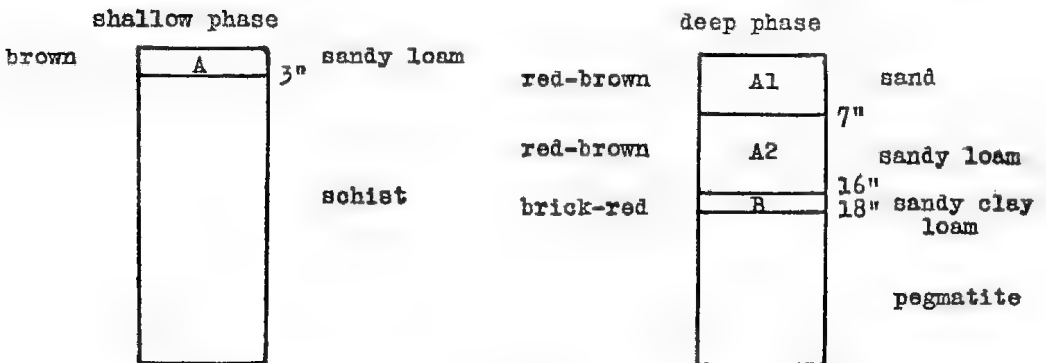 shallow phase
brown A sandy loam
3"
schist
deep phase
red-brown A1 sand
7"
red-brown A2 sandy loam
16"
brick-red B 18" sandy clay
loam
pegmatite